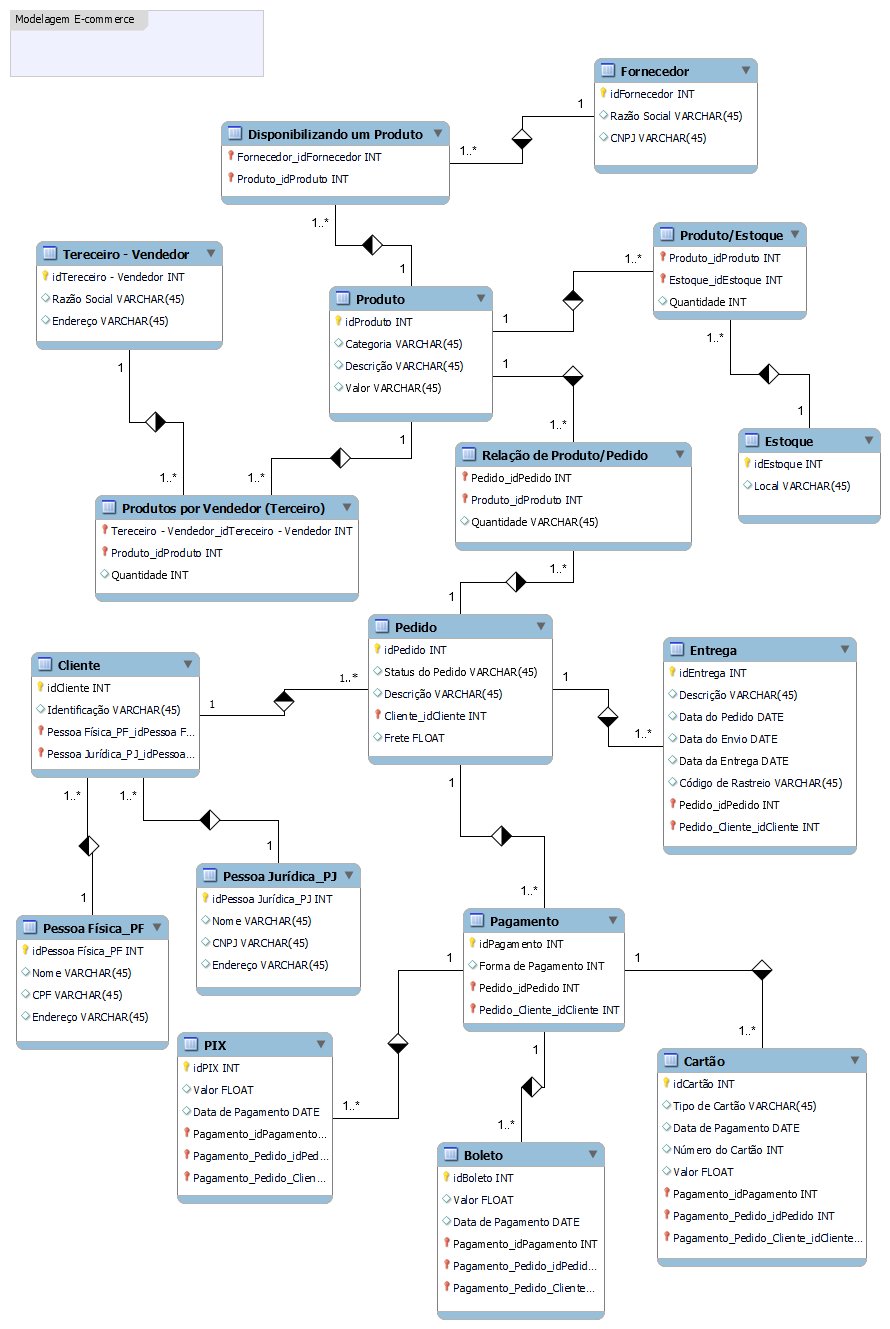 Modelagem E-commerce
Fornecedor
idFornecedor INT
Razão Social VARCHAR(45)
CNPJ VARCHAR(45)
1
1..*
Disponibilizando um Produto
Fornecedor_idFornecedor INT
Produto_idProduto INT
1..*
1
Tereceiro - Vendedor
idTereceiro - Vendedor INT
Razão Social VARCHAR(45)
Endereço VARCHAR(45)
1
1..*
Produto
idProduto INT
Categoria VARCHAR(45)
Descrição VARCHAR(45)
Valor VARCHAR(45)
1
1..*
1
1..*
1
1..*
Produto/Estoque
Produto_idProduto INT
Estoque_idEstoque INT
Quantidade INT
1..*
1
Estoque
idEstoque INT
Local VARCHAR(45)
Relação de Produto/Pedido
Pedido_idPedido INT
Produto_idProduto INT
Quantidade VARCHAR(45)
1..*
1
Produtos por Vendedor (Terceiro)
Tereceiro - Vendedor_idTereceiro - Vendedor INT
Produto_idProduto INT
Quantidade INT
Pedido
idPedido INT
Status do Pedido VARCHAR(45)
Descrição VARCHAR(45)
Cliente_idCliente INT
Frete FLOAT
1
1..*
1
1..*
1
1..*
Entrega
idEntrega INT
Descrição VARCHAR(45)
Data do Pedido DATE
Data do Envio DATE
Data da Entrega DATE
Código de Rastreio VARCHAR(45)
Pedido_idPedido INT
Pedido_Cliente_idCliente INT
Cliente
idCliente INT
Identificação VARCHAR(45)
Pessoa Física_PF_idPessoa F...
Pessoa Jurídica_PJ_idPessoa...
1..*
1..*
1
1
Pessoa Jurídica_PJ
idPessoa Jurídica_PJ INT
Nome VARCHAR(45)
CNPJ VARCHAR(45)
Endereço VARCHAR(45)
Pessoa Física_PF
idPessoa Física_PF INT
Nome VARCHAR(45)
CPF VARCHAR(45)
Endereço VARCHAR(45)
Pagamento
idPagamento INT
Forma de Pagamento INT
Pedido_idPedido INT
Pedido_Cliente_idCliente INT
1
1..*
1
1..*
1
1..*
PIX
idPIX INT
Valor FLOAT
Data de Pagamento DATE
Pagamento_idPagamento...
Pagamento_Pedido_idPed...
Pagamento_Pedido_Clien...
Boleto
idBoleto INT
Valor FLOAT
Data de Pagamento DATE
Pagamento_idPagamento INT
Pagamento_Pedido_idPedid...
Pagamento_Pedido_Cliente...
Cartão
idCartão INT
Tipo de Cartão VARCHAR(45)
Data de Pagamento DATE
Número do Cartão INT
Valor FLOAT
Pagamento_idPagamento INT
Pagamento_Pedido_idPedido INT
Pagamento_Pedido_Cliente_idCliente...